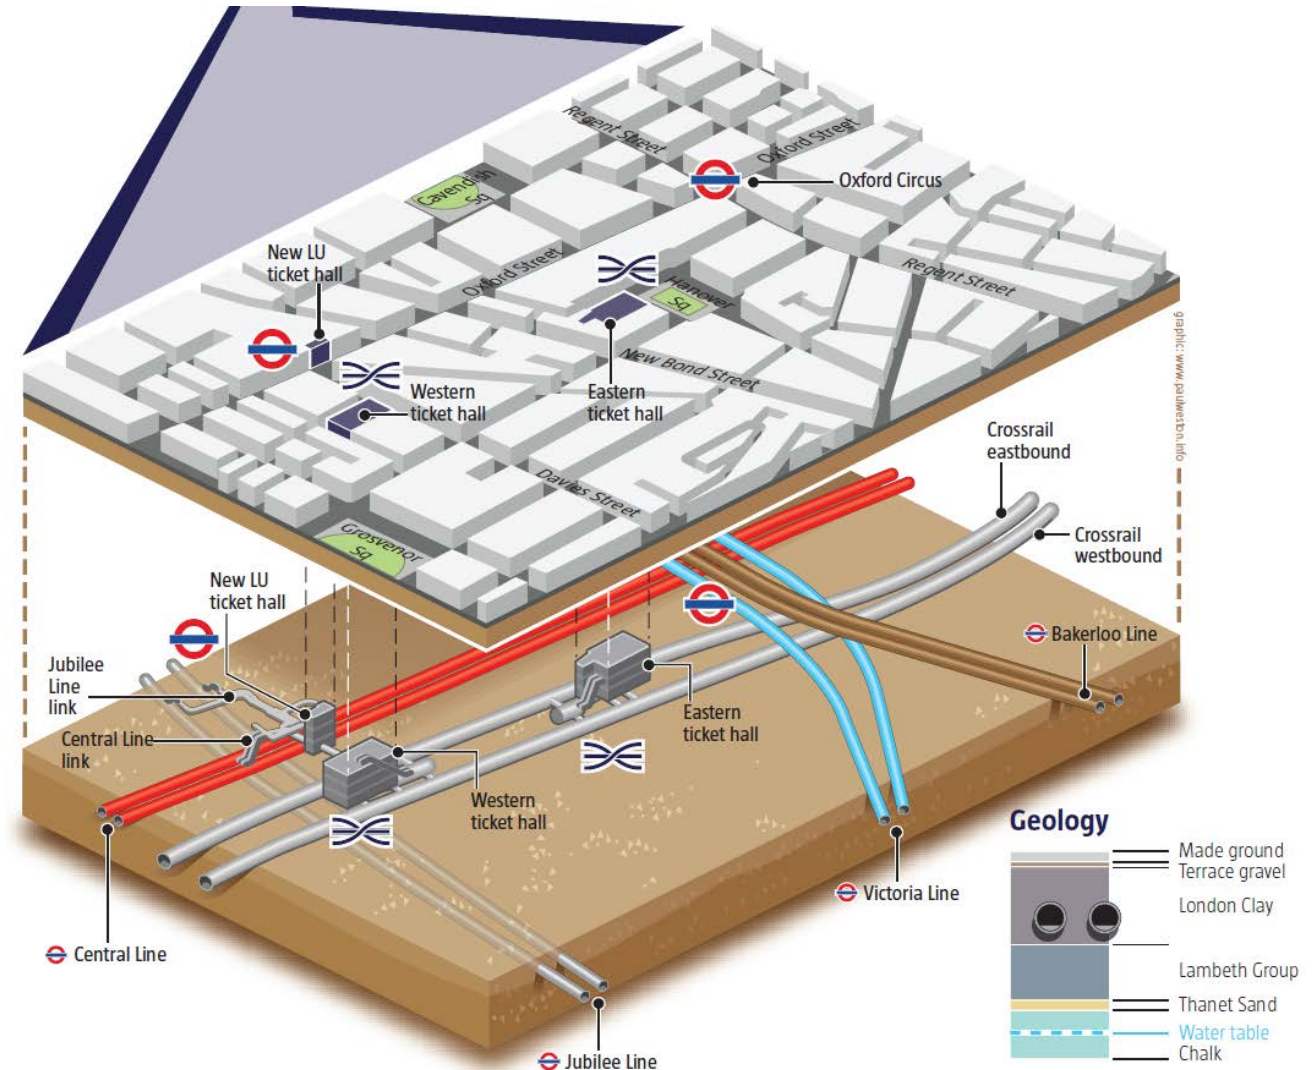 Regent Street
Oxford Street
Oxford Circus
Cavendish
Sq
New LU
ticket hall
Oxford Street
Regent Street
Hanover
Sq
New Bond Street
Western
ticket hall
Eastern
ticket hall
graphic: www.paulweston.info
Davies Street
Grosvenor
Sq
Crossrail
eastbound
Crossrail
westbound
New LU
ticket hall
Jubilee
Line
link
Central Line
link
Bakerloo Line
Eastern
ticket hall
Western
ticket hall
Victoria Line
Central Line
Jubilee Line
Geology
Made ground
Terrace gravel
London Clay
Lambeth Group
Thanet Sand
Water table
Chalk